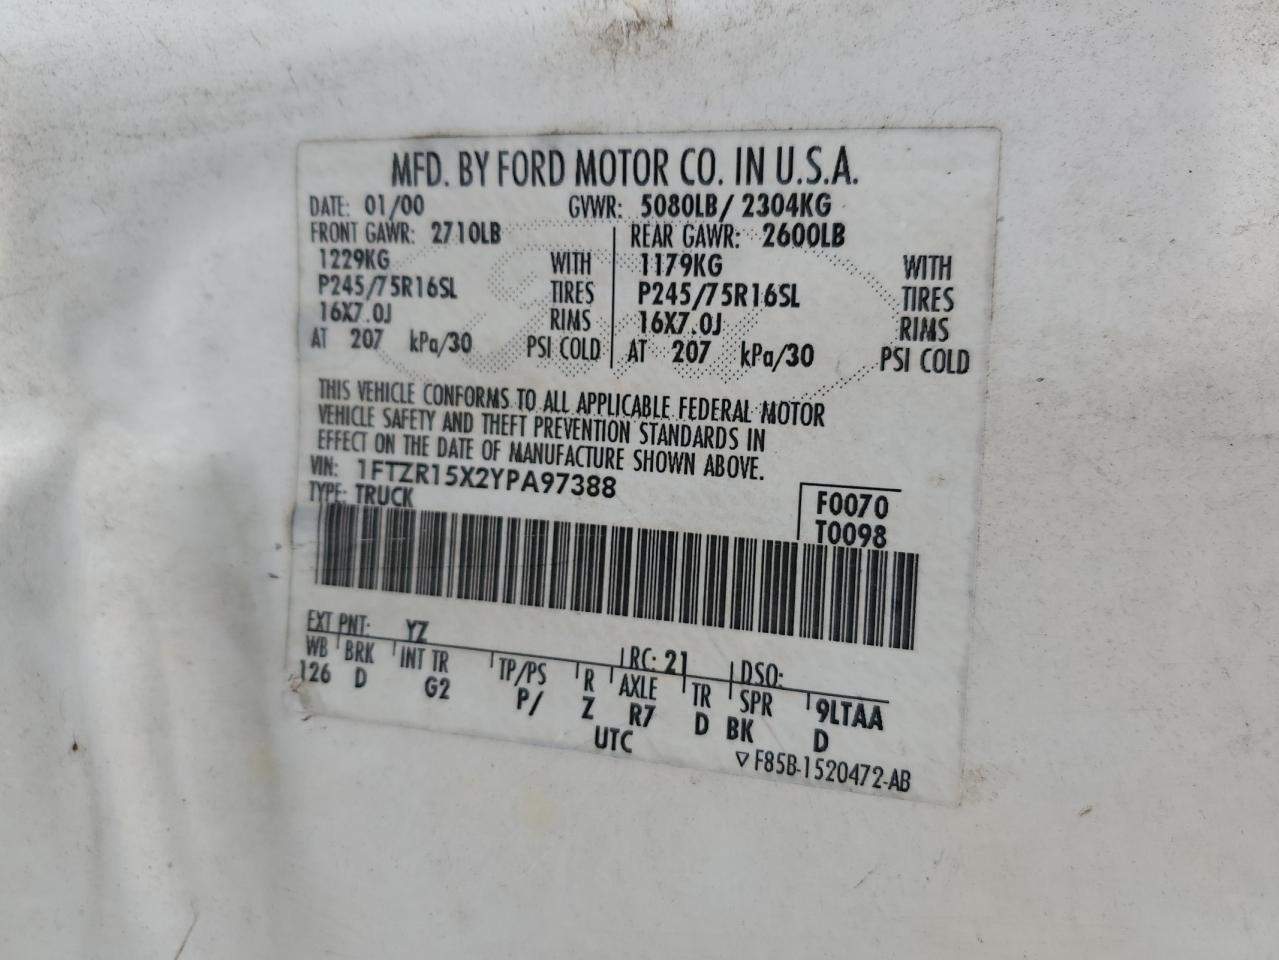 MFD. BY FORD MOTOR CO. IN U.S.A.
DATE: 01/00 GVWR: 5080LB/ 2304KG
FRONT GAWR: 2710LB REAR GAWR: 2600LB
1229KG WITH 1179KG WITH
P245/75R16SL TIRES P245/75R16SL TIRES
16X7.0J RIMS 16X7.0J RIMS
AT 207 kPa/30 PSI COLD AT 207 kPa/30 PSI COLD
THIS VEHICLE CONFORMS TO ALL APPLICABLE FEDERAL MOTOR
VEHICLE SAFETY AND THEFT PREVENTION STANDARDS IN
EFFECT ON THE DATE OF MANUFACTURE SHOWN ABOVE.
VIN: 1FTZR15X2YPA97388
TYPE: TRUCK
F0070
T0098
EXT PNT: YZ RC: 21 DSO:
WB BRK INT TR TP/PS R AXLE TR SPR 9LTAA
126 D G2 P/ Z R7 D BK D
UTC
▽F85B-1520472-AB